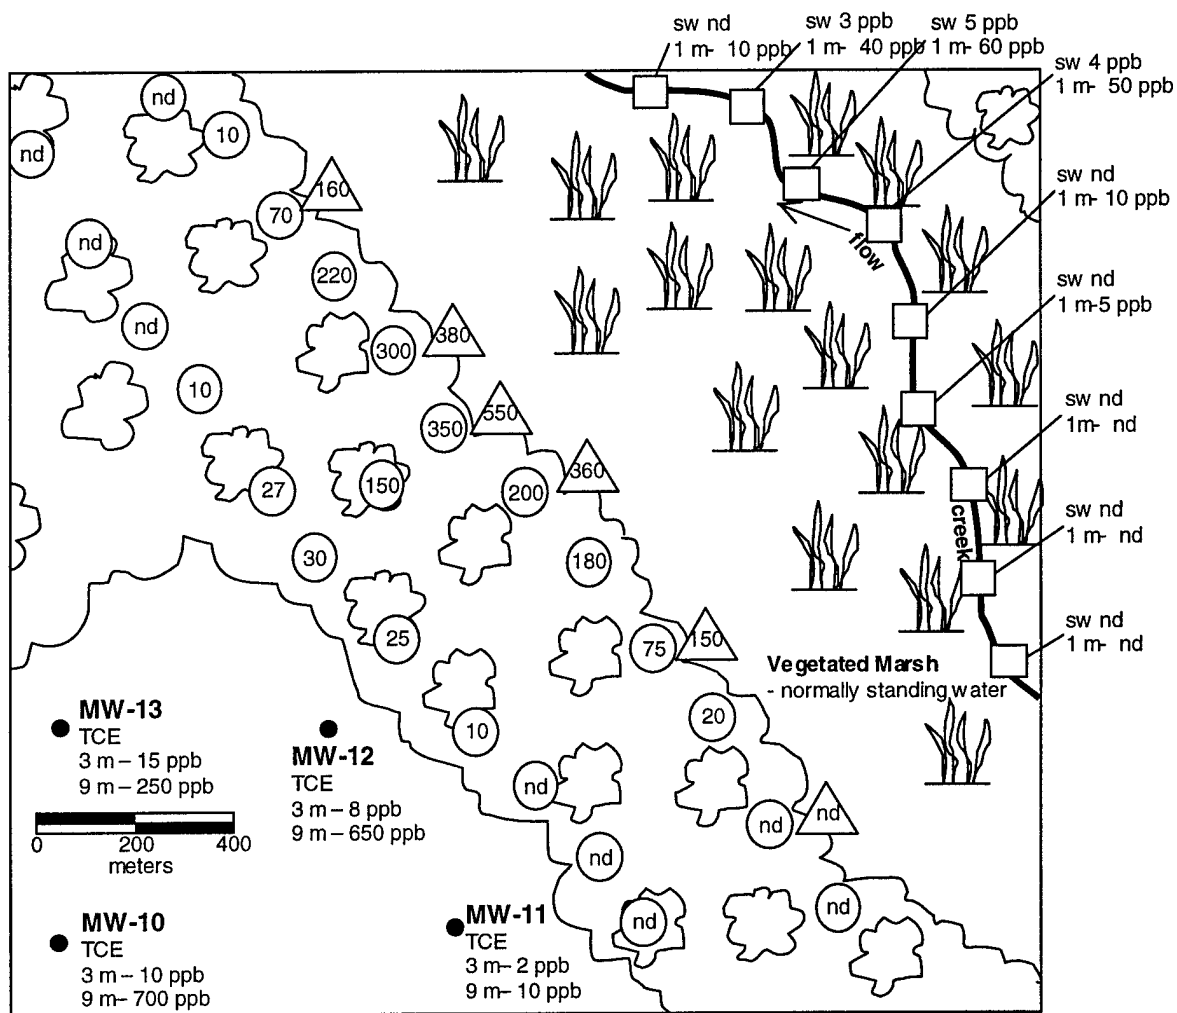 sw nd
1 m- 10 ppb
sw 3 ppb
1 m- 40 ppb
sw 5 ppb
1 m- 60 ppb
sw 4 ppb
1 m- 50 ppb
nd
10
nd
160
70
sw nd
1 m- 10 ppb
flow
nd
220
sw nd
1 m-5 ppb
nd
380
300
10
sw nd
1m- nd
550
350
360
150
27
200
creek
sw nd
1 m- nd
30
180
25
75
150
sw nd
1 m- nd
Vegetated Marsh
- normally standing water
20
10
MW-13
TCE
3 m – 15 ppb
9 m – 250 ppb
MW-12
TCE
3 m – 8 ppb
9 m – 650 ppb
nd
nd
nd
0 200 400
meters
nd
nd
nd
MW-10
TCE
3 m – 10 ppb
9 m– 700 ppb
MW-11
TCE
3 m– 2 ppb
9 m– 10 ppb